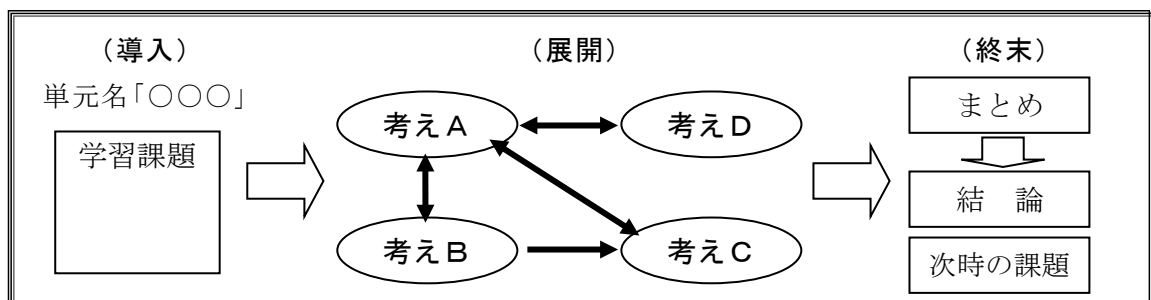 （導入）
単元名「○○○」
学習課題
（展開）
考えＡ
考えＤ
考えＢ
考えＣ
（終末）
まとめ
結　論
次時の課題